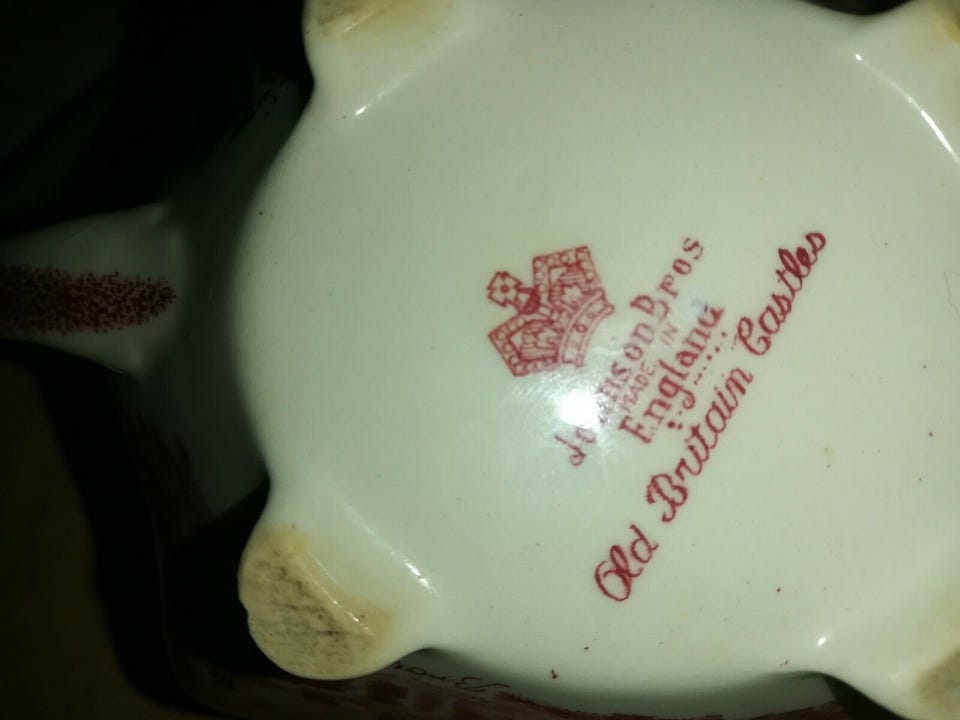 Johnson Bros
MADE IN
England
Old Britain Castles